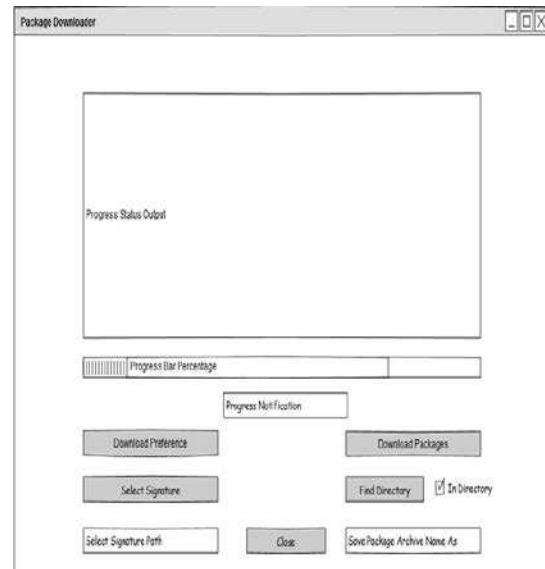 Package Downloader
Progress Status Output
Progress Bar Percentage
Progress Notification
Download Preference
Download Packages
Select Signature
Find Directory
In Directory
Select Signature Path
Close
Save Package Archive Name As